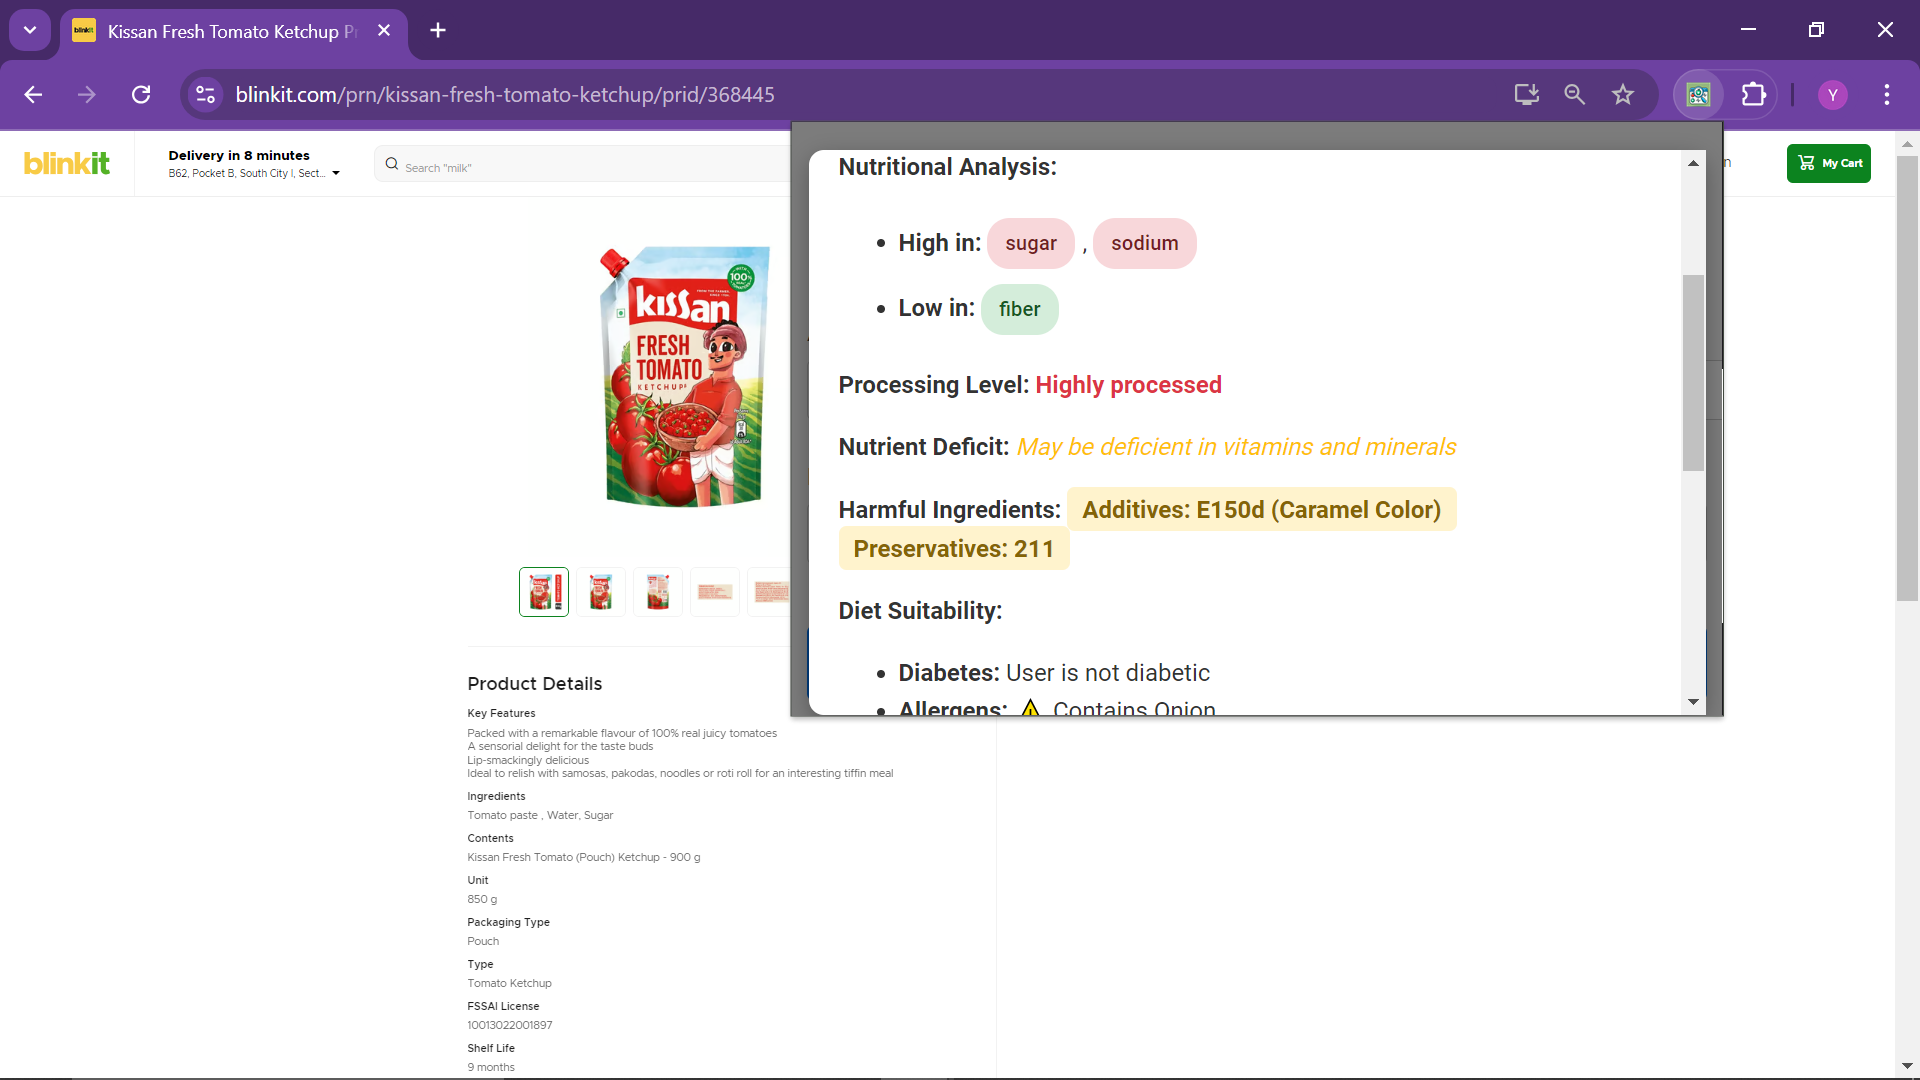 Kissan Fresh Tomato Ketchup Pr
blinkit.com/prn/kissan-fresh-tomato-ketchup/prid/368445
Y
blinkit
Delivery in 8 minutes
B62, Pocket B, South City I, Sect...
Search "milk"
n
My Cart
100%
kissan
FRESH
TOMATO
KETCHUP
Nutritional Analysis:
High in: sugar , sodium
Low in: fiber
Processing Level: Highly processed
Nutrient Deficit: May be deficient in vitamins and minerals
Harmful Ingredients: Additives: E150d (Caramel Color)
Preservatives: 211
Diet Suitability:
Diabetes: User is not diabetic
Allergens: ⚠ Contains Onion
Product Details
Key Features
Packed with a remarkable flavour of 100% real juicy tomatoes
A sensorial delight for the taste buds
Lip-smackingly delicious
Ideal to relish with samosas, pakodas, noodles or roti roll for an interesting tiffin meal
Ingredients
Tomato paste , Water, Sugar
Contents
Kissan Fresh Tomato (Pouch) Ketchup - 900 g
Unit
850 g
Packaging Type
Pouch
Type
Tomato Ketchup
FSSAI License
10013022001897
Shelf Life
9 months